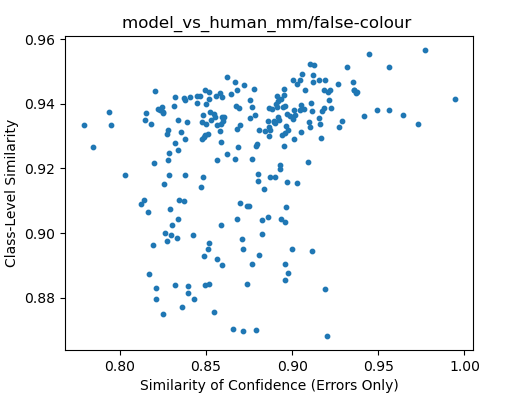 model_vs_human_mm/false-colour
0.96
0.94
0.92
0.90
0.88
Class-Level Similarity
0.80 0.85 0.90 0.95 1.00
Similarity of Confidence (Errors Only)